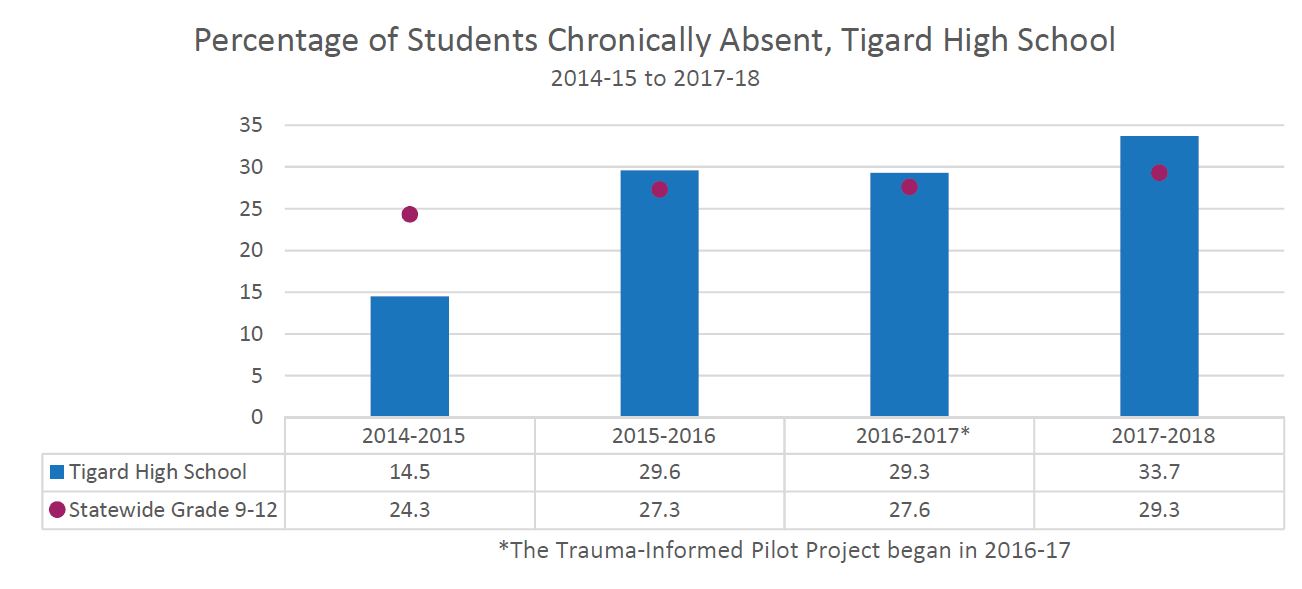 Percentage of Students Chronically Absent, Tigard High School
2014-15 to 2017-18
35
30
25
20
15
10
5
0
2014-2015 2015-2016 2016-2017* 2017-2018
Tigard High School 14.5 29.6 29.3 33.7
Statewide Grade 9-12 24.3 27.3 27.6 29.3
*The Trauma-Informed Pilot Project began in 2016-17